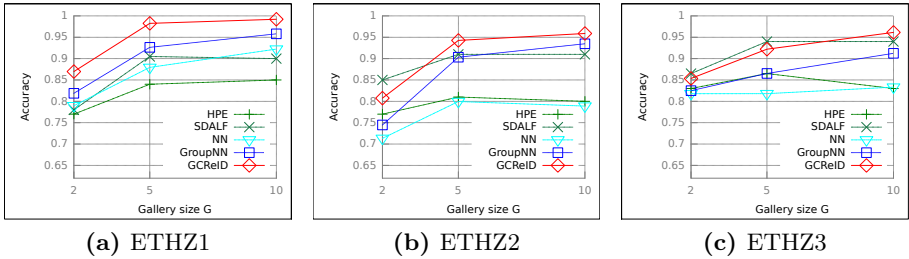 1
0.95
0.9
0.85
0.8
0.75
0.7
0.65
Accuracy
HPE
SDALF
NN
GroupNN
GCReID
2 5 10
Gallery size G
(a) ETHZ1
1
0.95
0.9
0.85
0.8
0.75
0.7
0.65
Accuracy
HPE
SDALF
NN
GroupNN
GCReID
2 5 10
Gallery size G
(b) ETHZ2
1
0.95
0.9
0.85
0.8
0.75
0.7
0.65
Accuracy
HPE
SDALF
NN
GroupNN
GCReID
2 5 10
Gallery size G
(c) ETHZ3